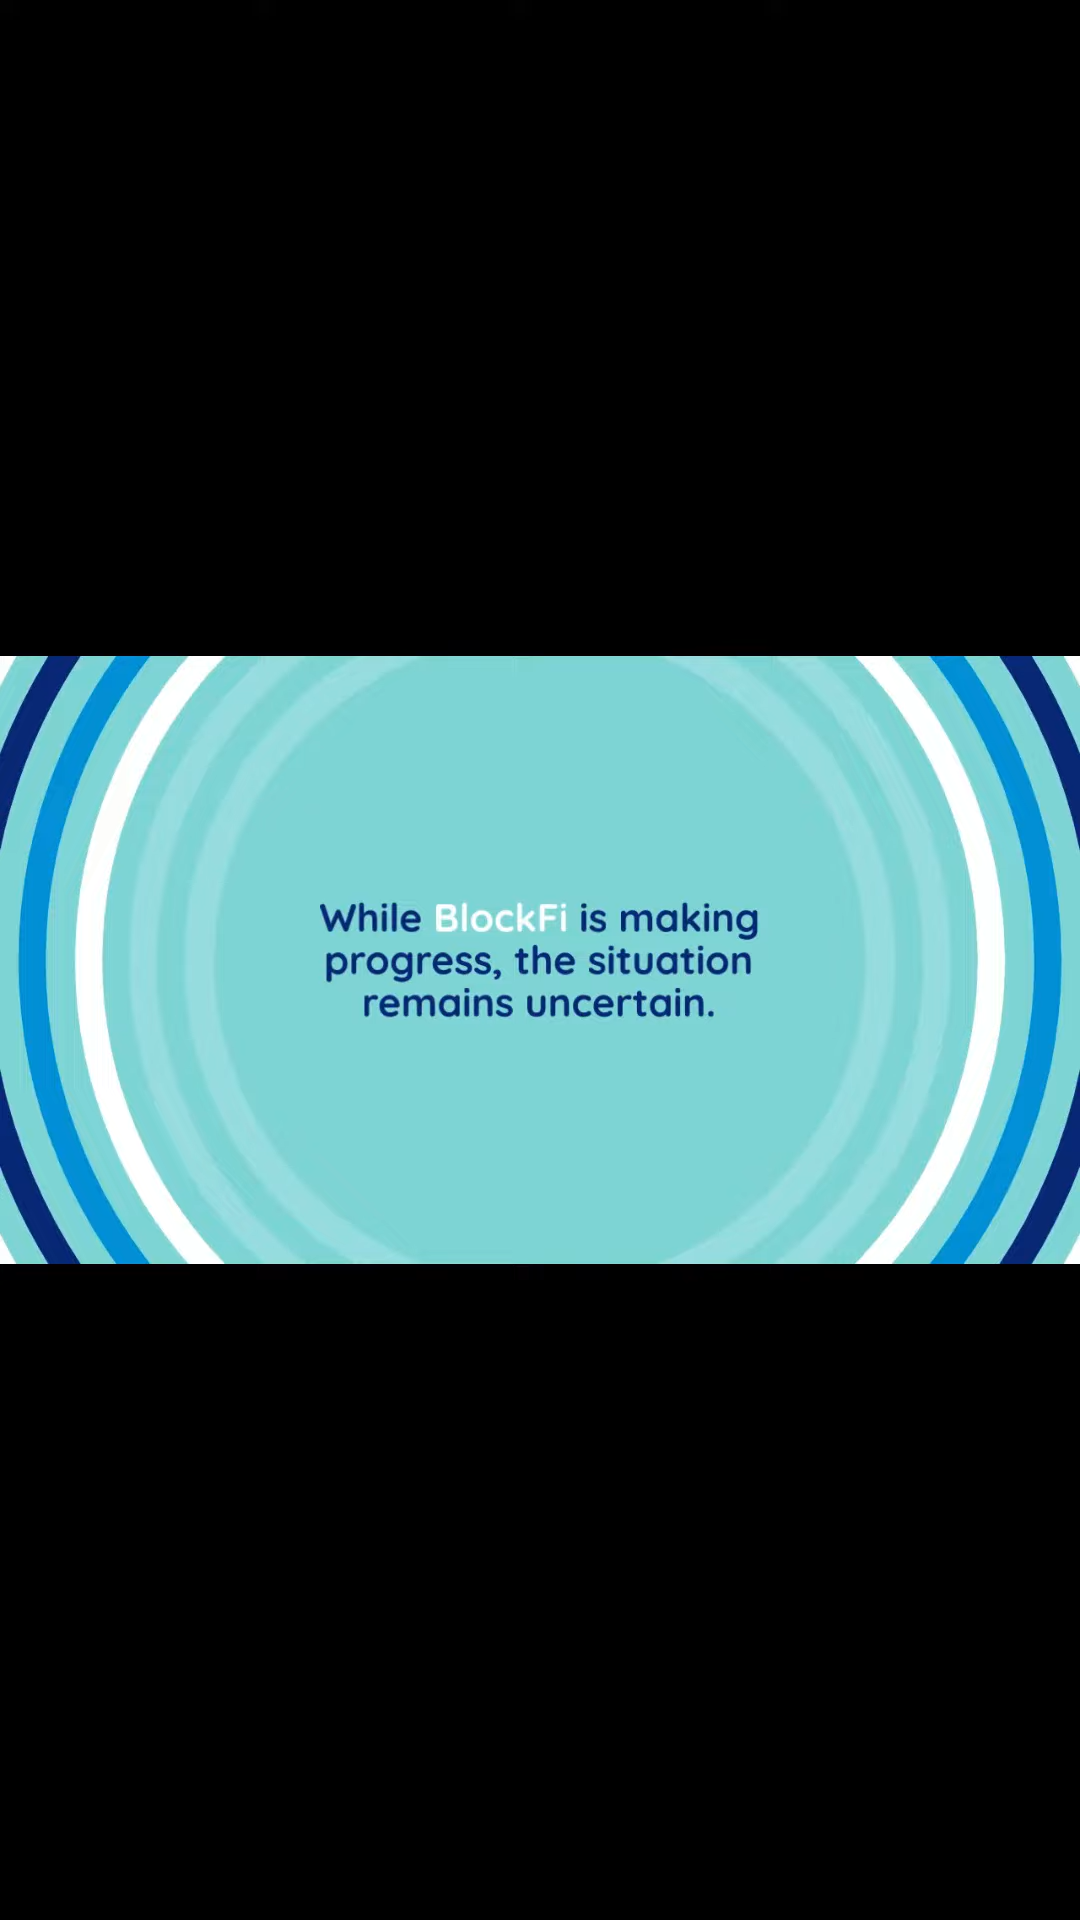 While BlockFi is making
progress, the situation
remains uncertain.